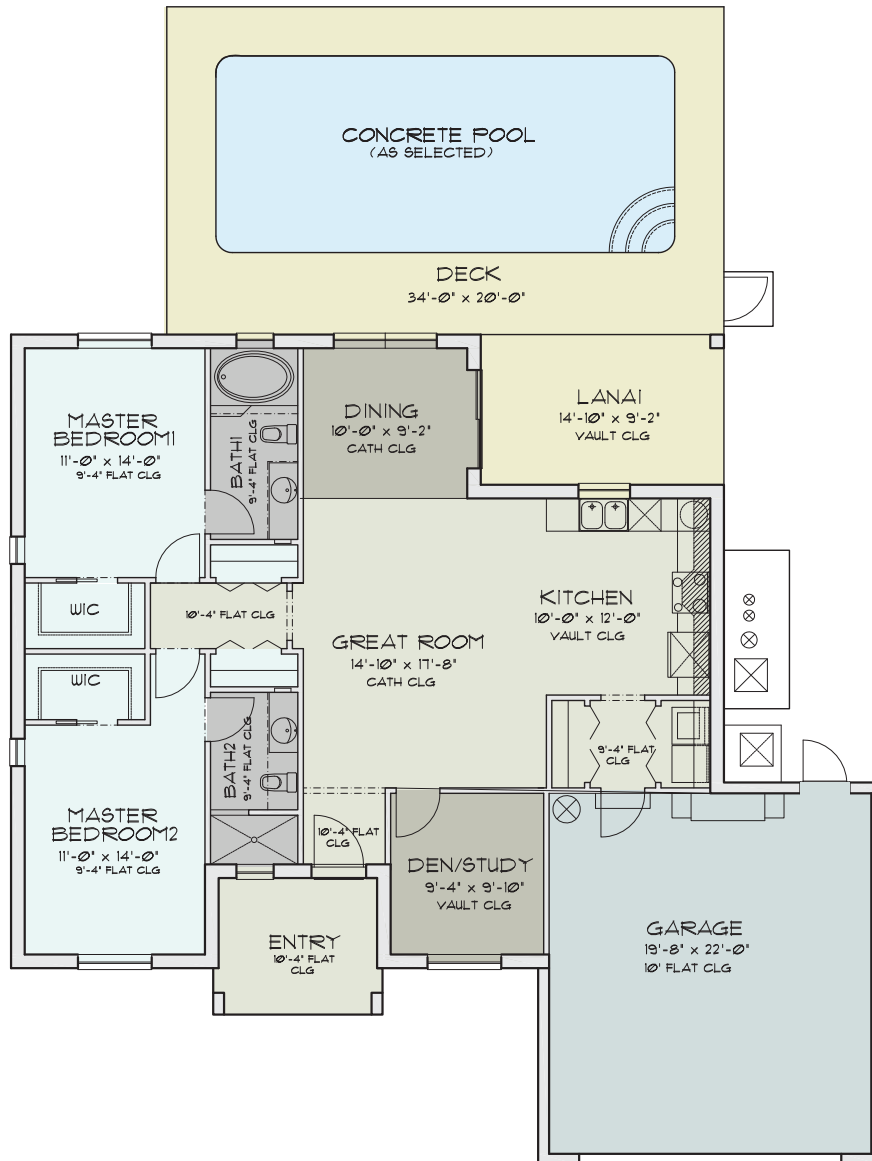 CONCRETE POOL
(AS SELECTED)
DECK
34'-0" x 20'-0"
MASTER
BEDROOM1
11'-0" x 14'-0"
9'-4" FLAT CLG
BATH1
9'-4" FLAT CLG
DINING
10'-0" x 9'-2"
CATH CLG
LANAI
14'-10" x 9'-2"
VAULT CLG
WIC
10'-4" FLAT CLG
GREAT ROOM
14'-10" x 17'-8"
CATH CLG
KITCHEN
10'-0" x 12'-0"
VAULT CLG
WIC
BATH2
9'-4" FLAT CLG
9'-4" FLAT
CLG
MASTER
BEDROOM2
11'-0" x 14'-0"
9'-4" FLAT CLG
10'-4" FLAT
CLG
DEN/STUDY
9'-4" x 9'-10"
VAULT CLG
ENTRY
10'-4" FLAT
CLG
GARAGE
19'-8" x 22'-0"
10' FLAT CLG